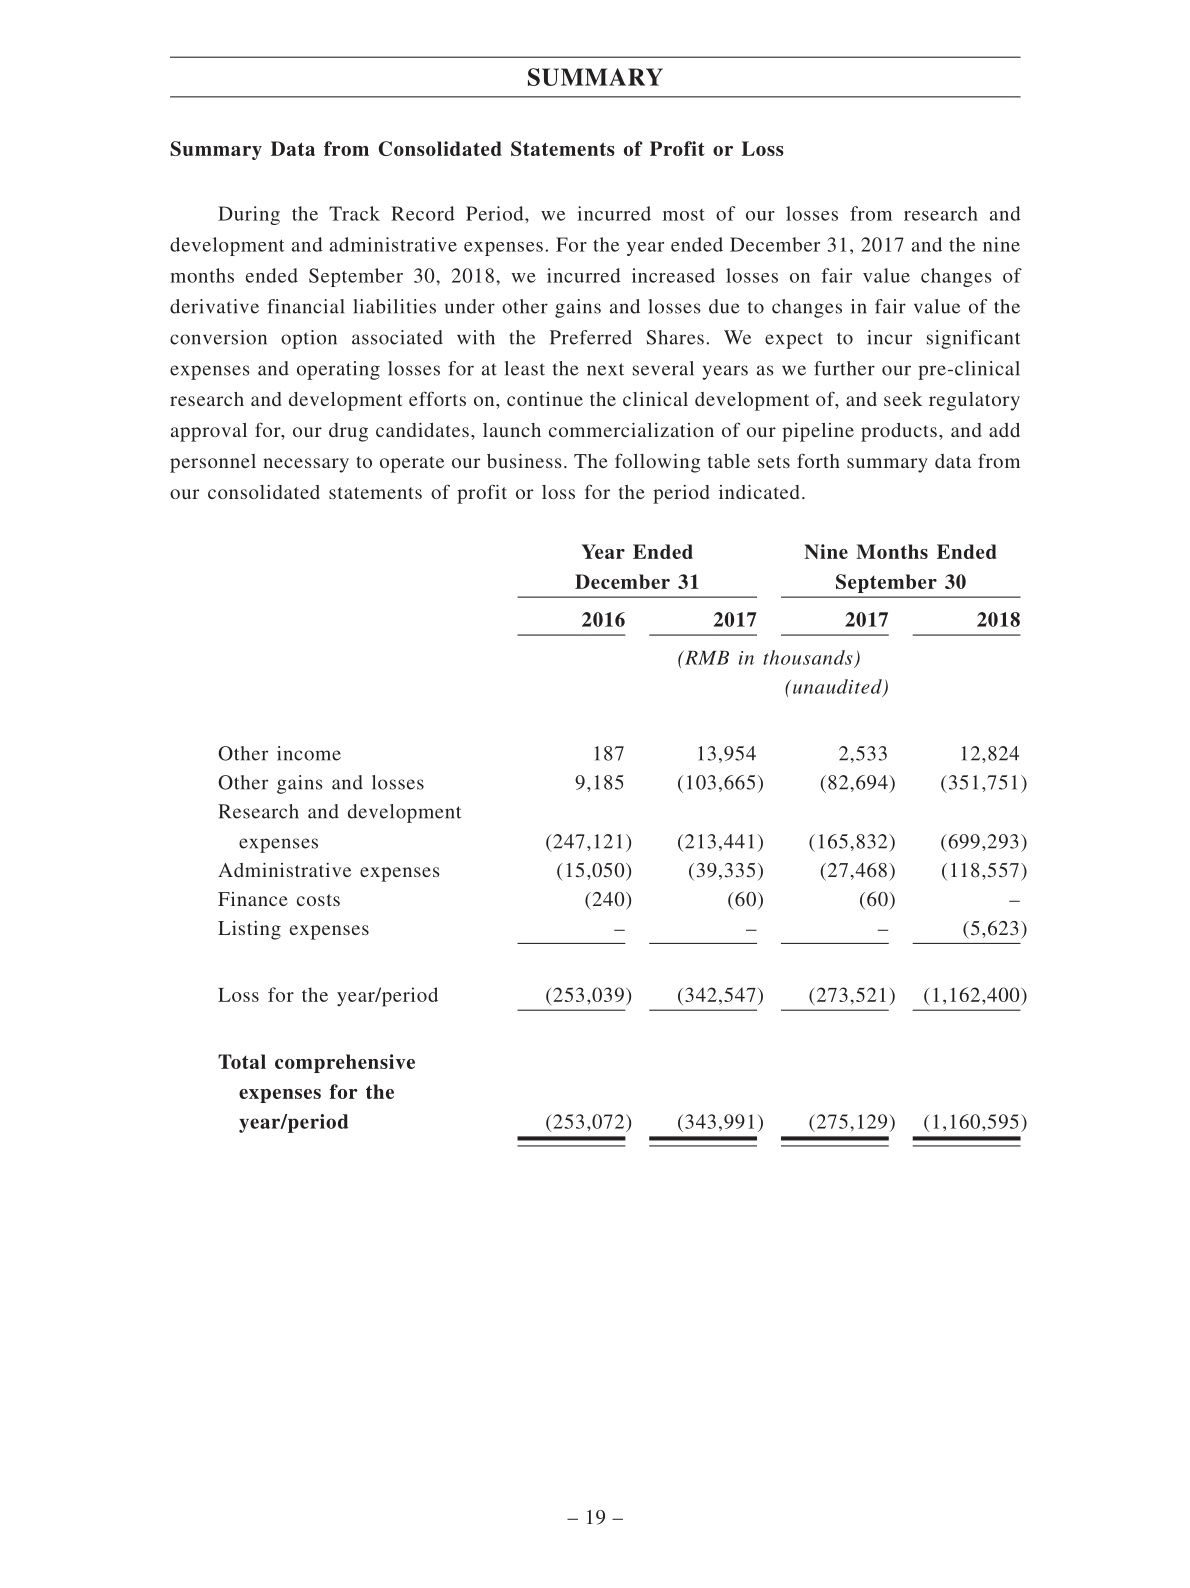 SUMMARY
Summary Data from Consolidated Statements of Profit or Loss
During the Track Record Period, we incurred most of our losses from research and
development and administrative expenses. For the year ended December 31, 2017 and the nine
months ended September 30, 2018, we incurred increased losses on fair value changes of
derivative financial liabilities under other gains and losses due to changes in fair value of the
conversion option associated with the Preferred Shares. We expect to incur significant
expenses and operating losses for at least the next several years as we further our pre-clinical
research and development efforts on, continue the clinical development of, and seek regulatory
approval for, our drug candidates, launch commercialization of our pipeline products, and add
personnel necessary to operate our business. The following table sets forth summary data from
our consolidated statements of profit or loss for the period indicated.
Year Ended Nine Months Ended
December 31 September 30
2016 2017 2017 2018
(RMB in thousands)
(unaudited)
Other income 187 13,954 2,533 12,824
Other gains and losses 9,185 (103,665) (82,694) (351,751)
Research and development
expenses (247,121) (213,441) (165,832) (699,293)
Administrative expenses (15,050) (39,335) (27,468) (118,557)
Finance costs (240) (60) (60) –
Listing expenses – – – (5,623)
Loss for the year/period (253,039) (342,547) (273,521) (1,162,400)
Total comprehensive
expenses for the
year/period (253,072) (343,991) (275,129) (1,160,595)
– 19 –